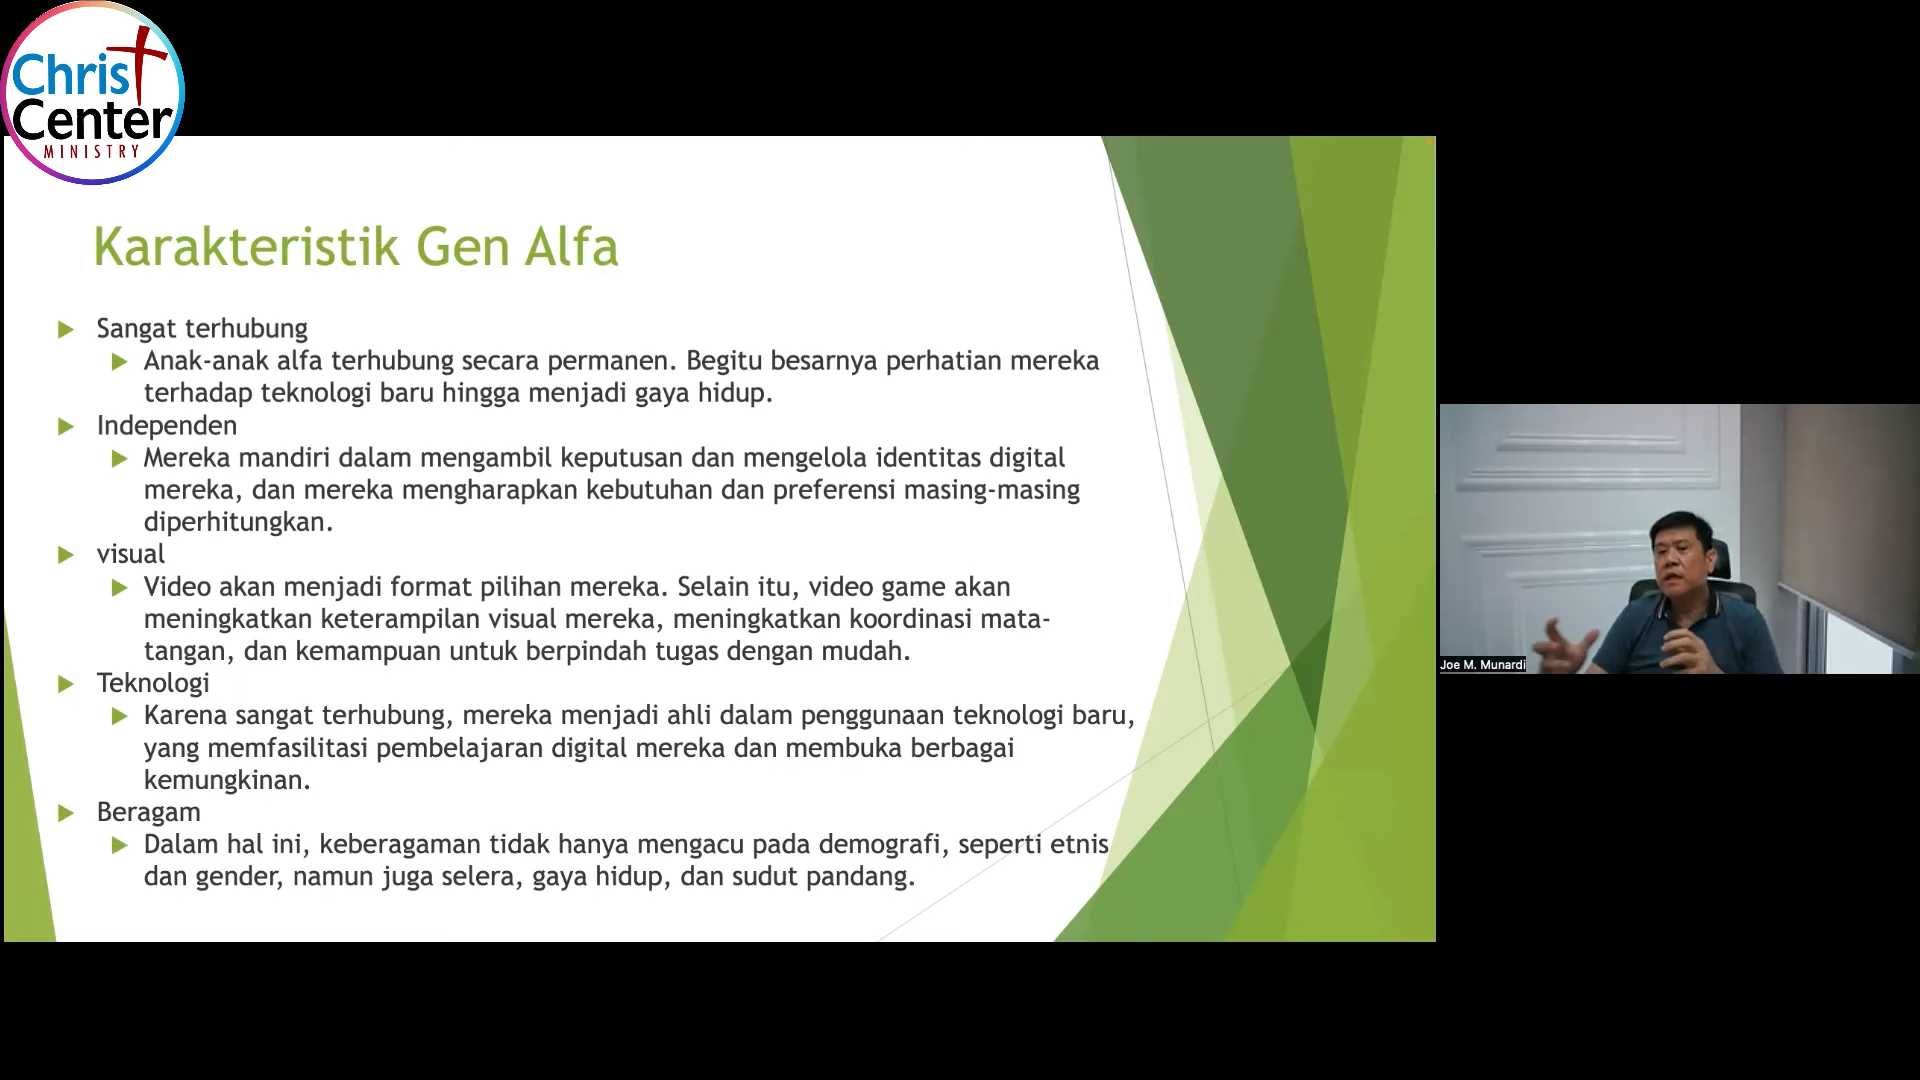 Chris
Center
MINISTRY
Karakteristik Gen Alfa
Sangat terhubung
Anak-anak alfa terhubung secara permanen. Begitu besarnya perhatian mereka
terhadap teknologi baru hingga menjadi gaya hidup.
Independen
Mereka mandiri dalam mengambil keputusan dan mengelola identitas digital
mereka, dan mereka mengharapkan kebutuhan dan preferensi masing-masing
diperhitungkan.
visual
Video akan menjadi format pilihan mereka. Selain itu, video game akan
meningkatkan keterampilan visual mereka, meningkatkan koordinasi mata-
tangan, dan kemampuan untuk berpindah tugas dengan mudah.
Teknologi
Karena sangat terhubung, mereka menjadi ahli dalam penggunaan teknologi baru,
yang memfasilitasi pembelajaran digital mereka dan membuka berbagai
kemungkinan.
Beragam
Dalam hal ini, keberagaman tidak hanya mengacu pada demografi, seperti etnis
dan gender, namun juga selera, gaya hidup, dan sudut pandang.
Joe M. Munardi